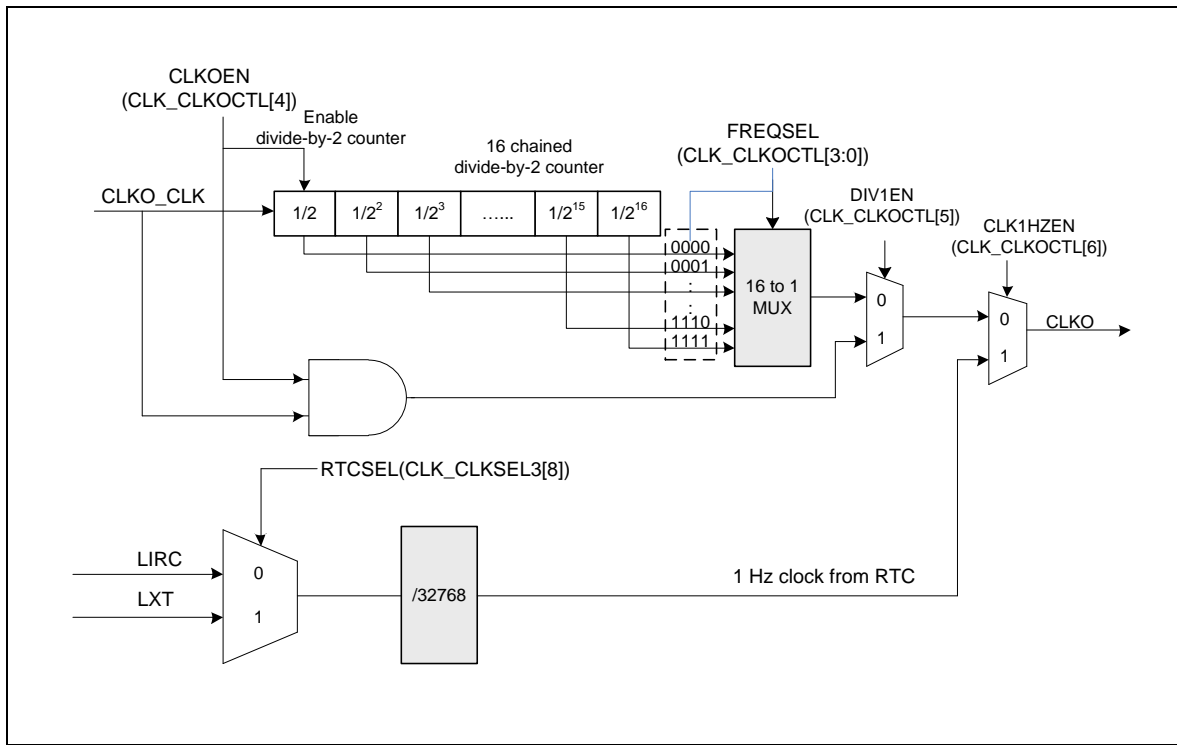 CLKOEN
(CLK_CLKOCTL[4])
Enable
divide-by-2 counter
16 chained
divide-by-2 counter
FREQSEL
(CLK_CLKOCTL[3:0])
DIV1EN
(CLK_CLKOCTL[5])
CLK1HZEN
(CLK_CLKOCTL[6])
CLKO_CLK
1/2 1/2² 1/2³ …... 1/2¹⁵ 1/2¹⁶
0000
0001
:
:
1110
1111
16 to 1
MUX
0
1
0
1
CLKO
RTCSEL(CLK_CLKSEL3[8])
LIRC
LXT
0
1
/32768
1 Hz clock from RTC